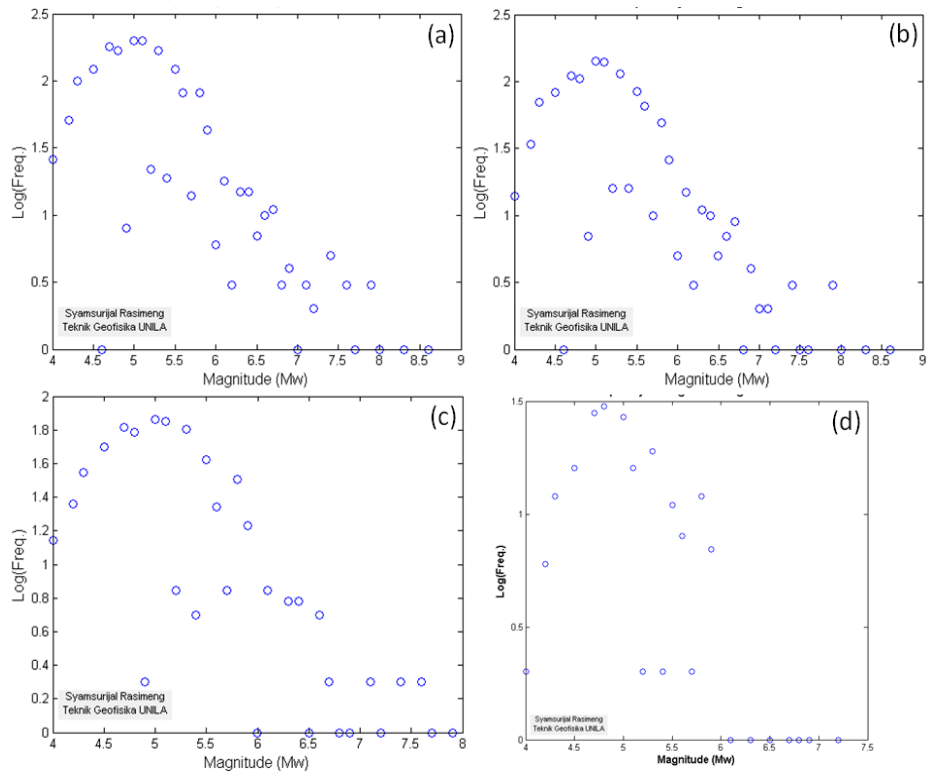 (a)
2.5
2
1.5
1
0.5
0
Log(Freq.)
Syamsurijal Rasimeng
Teknik Geofisika UNILA
4 4.5 5 5.5 6 6.5 7 7.5 8 8.5 9
Magnitude (Mw)
(b)
2.5
2
1.5
1
0.5
0
Log(Freq.)
Syamsurijal Rasimeng
Teknik Geofisika UNILA
4 4.5 5 5.5 6 6.5 7 7.5 8 8.5 9
Magnitude (Mw)
(c)
2
1.8
1.6
1.4
1.2
1
0.8
0.6
0.4
0.2
0
Log(Freq.)
Syamsurijal Rasimeng
Teknik Geofisika UNILA
4 4.5 5 5.5 6 6.5 7 7.5 8
Magnitude (Mw)
(d)
1.5
1
0.5
0
Log(Freq.)
Syamsurijal Rasimeng
Teknik Geofisika UNILA
4 4.5 5 5.5 6 6.5 7 7.5
Magnitude (Mw)